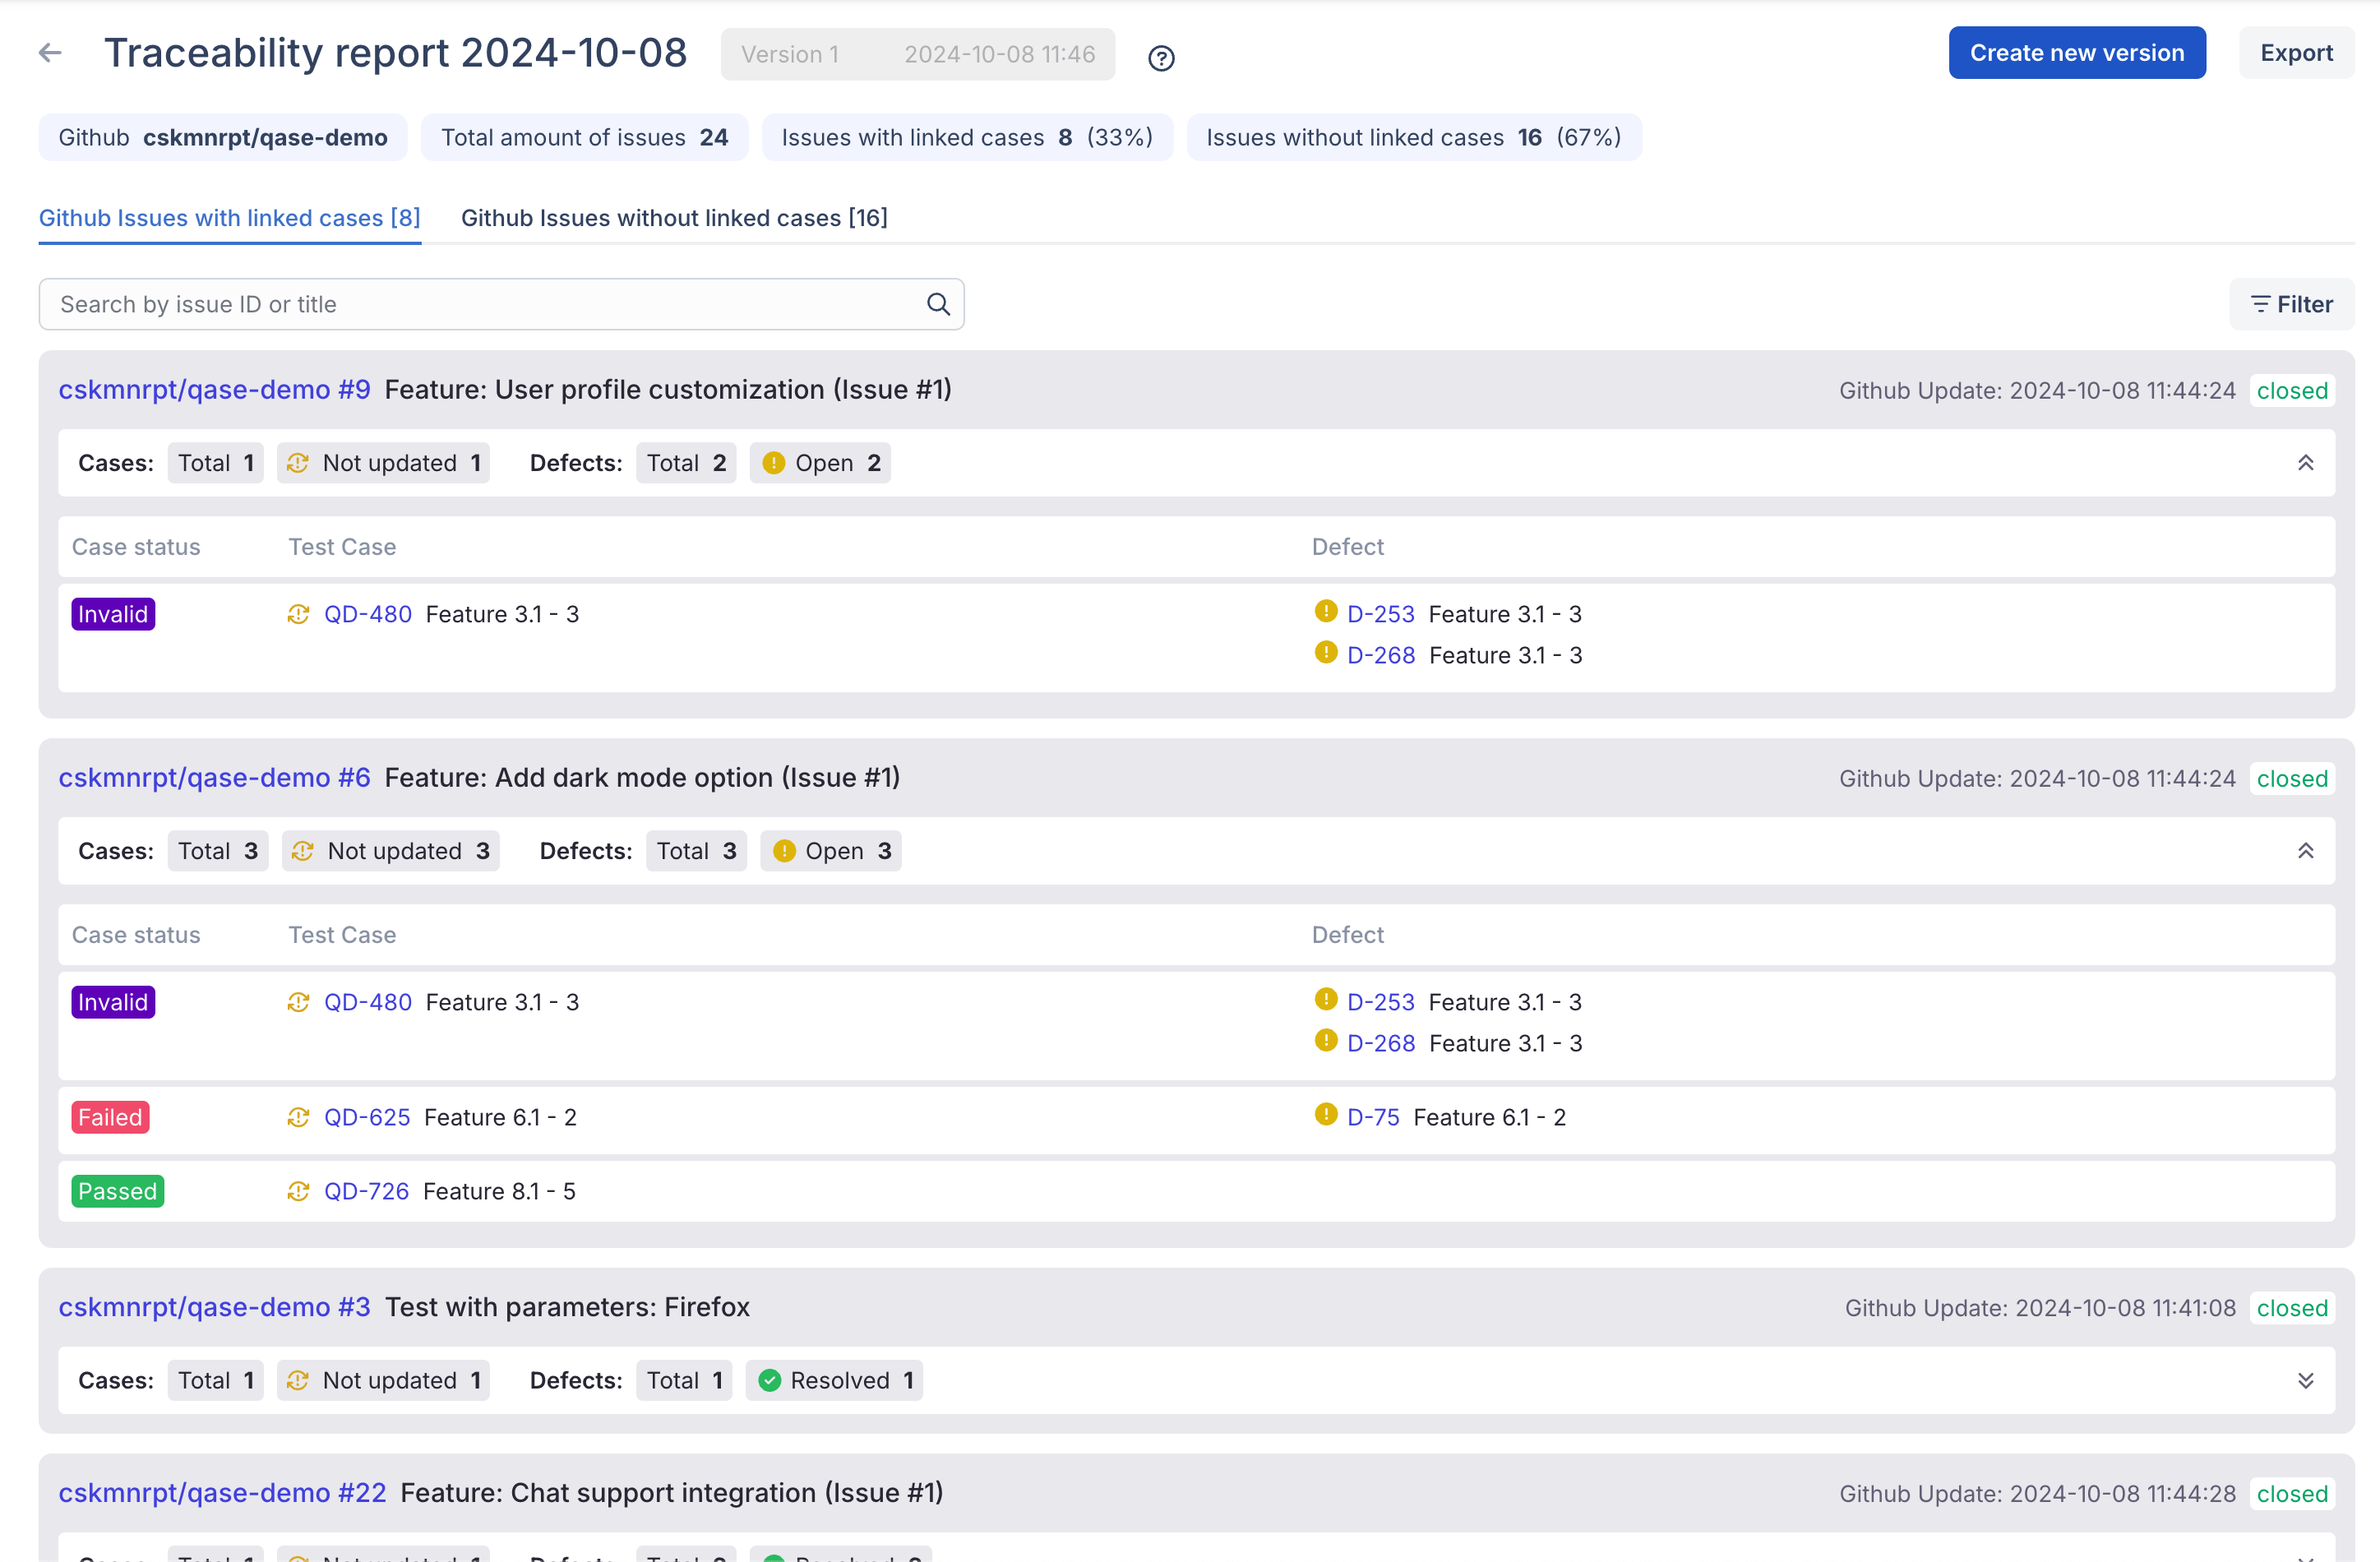 Traceability report 2024-10-08 Version 1 2024-10-08 11:46 Create new version Export
Github cskmnrpt/qase-demo Total amount of issues 24 Issues with linked cases 8 (33%) Issues without linked cases 16 (67%)
Github Issues with linked cases [8] Github Issues without linked cases [16]
Search by issue ID or title Filter
cskmnrpt/qase-demo #9 Feature: User profile customization (Issue #1) Github Update: 2024-10-08 11:44:24 closed
Cases: Total 1 Not updated 1 Defects: Total 2 Open 2
Case status Test Case Defect
Invalid QD-480 Feature 3.1 - 3 D-253 Feature 3.1 - 3
D-268 Feature 3.1 - 3
cskmnrpt/qase-demo #6 Feature: Add dark mode option (Issue #1) Github Update: 2024-10-08 11:44:24 closed
Cases: Total 3 Not updated 3 Defects: Total 3 Open 3
Case status Test Case Defect
Invalid QD-480 Feature 3.1 - 3 D-253 Feature 3.1 - 3
D-268 Feature 3.1 - 3
Failed QD-625 Feature 6.1 - 2 D-75 Feature 6.1 - 2
Passed QD-726 Feature 8.1 - 5
cskmnrpt/qase-demo #3 Test with parameters: Firefox Github Update: 2024-10-08 11:41:08 closed
Cases: Total 1 Not updated 1 Defects: Total 1 Resolved 1
cskmnrpt/qase-demo #22 Feature: Chat support integration (Issue #1) Github Update: 2024-10-08 11:44:28 closed
Cases: Total 1 Not updated 1 Defects: Total Resolved